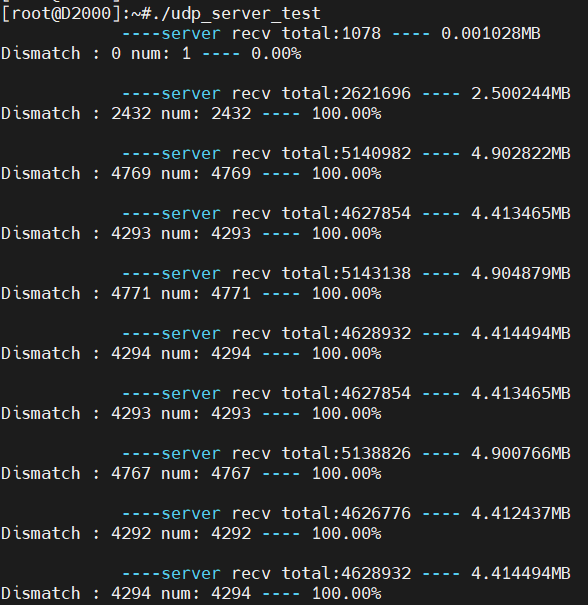 [root@D2000]:~#./udp_server_test
----server recv total:1078 ---- 0.001028MB
Dismatch : 0 num: 1 ---- 0.00%
----server recv total:2621696 ---- 2.500244MB
Dismatch : 2432 num: 2432 ---- 100.00%
----server recv total:5140982 ---- 4.902822MB
Dismatch : 4769 num: 4769 ---- 100.00%
----server recv total:4627854 ---- 4.413465MB
Dismatch : 4293 num: 4293 ---- 100.00%
----server recv total:5143138 ---- 4.904879MB
Dismatch : 4771 num: 4771 ---- 100.00%
----server recv total:4628932 ---- 4.414494MB
Dismatch : 4294 num: 4294 ---- 100.00%
----server recv total:4627854 ---- 4.413465MB
Dismatch : 4293 num: 4293 ---- 100.00%
----server recv total:5138826 ---- 4.900766MB
Dismatch : 4767 num: 4767 ---- 100.00%
----server recv total:4626776 ---- 4.412437MB
Dismatch : 4292 num: 4292 ---- 100.00%
----server recv total:4628932 ---- 4.414494MB
Dismatch : 4294 num: 4294 ---- 100.00%